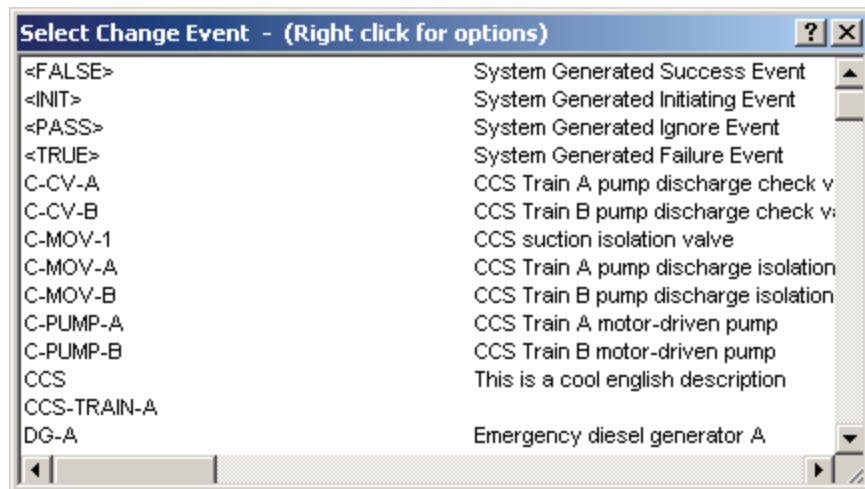 Select Change Event - (Right click for options)
<FALSE> System Generated Success Event
<INIT> System Generated Initiating Event
<PASS> System Generated Ignore Event
<TRUE> System Generated Failure Event
C-CV-A CCS Train A pump discharge check v
C-CV-B CCS Train B pump discharge check v
C-MOV-1 CCS suction isolation valve
C-MOV-A CCS Train A pump discharge isolation
C-MOV-B CCS Train B pump discharge isolation
C-PUMP-A CCS Train A motor-driven pump
C-PUMP-B CCS Train B motor-driven pump
CCS This is a cool english description
CCS-TRAIN-A
DG-A Emergency diesel generator A